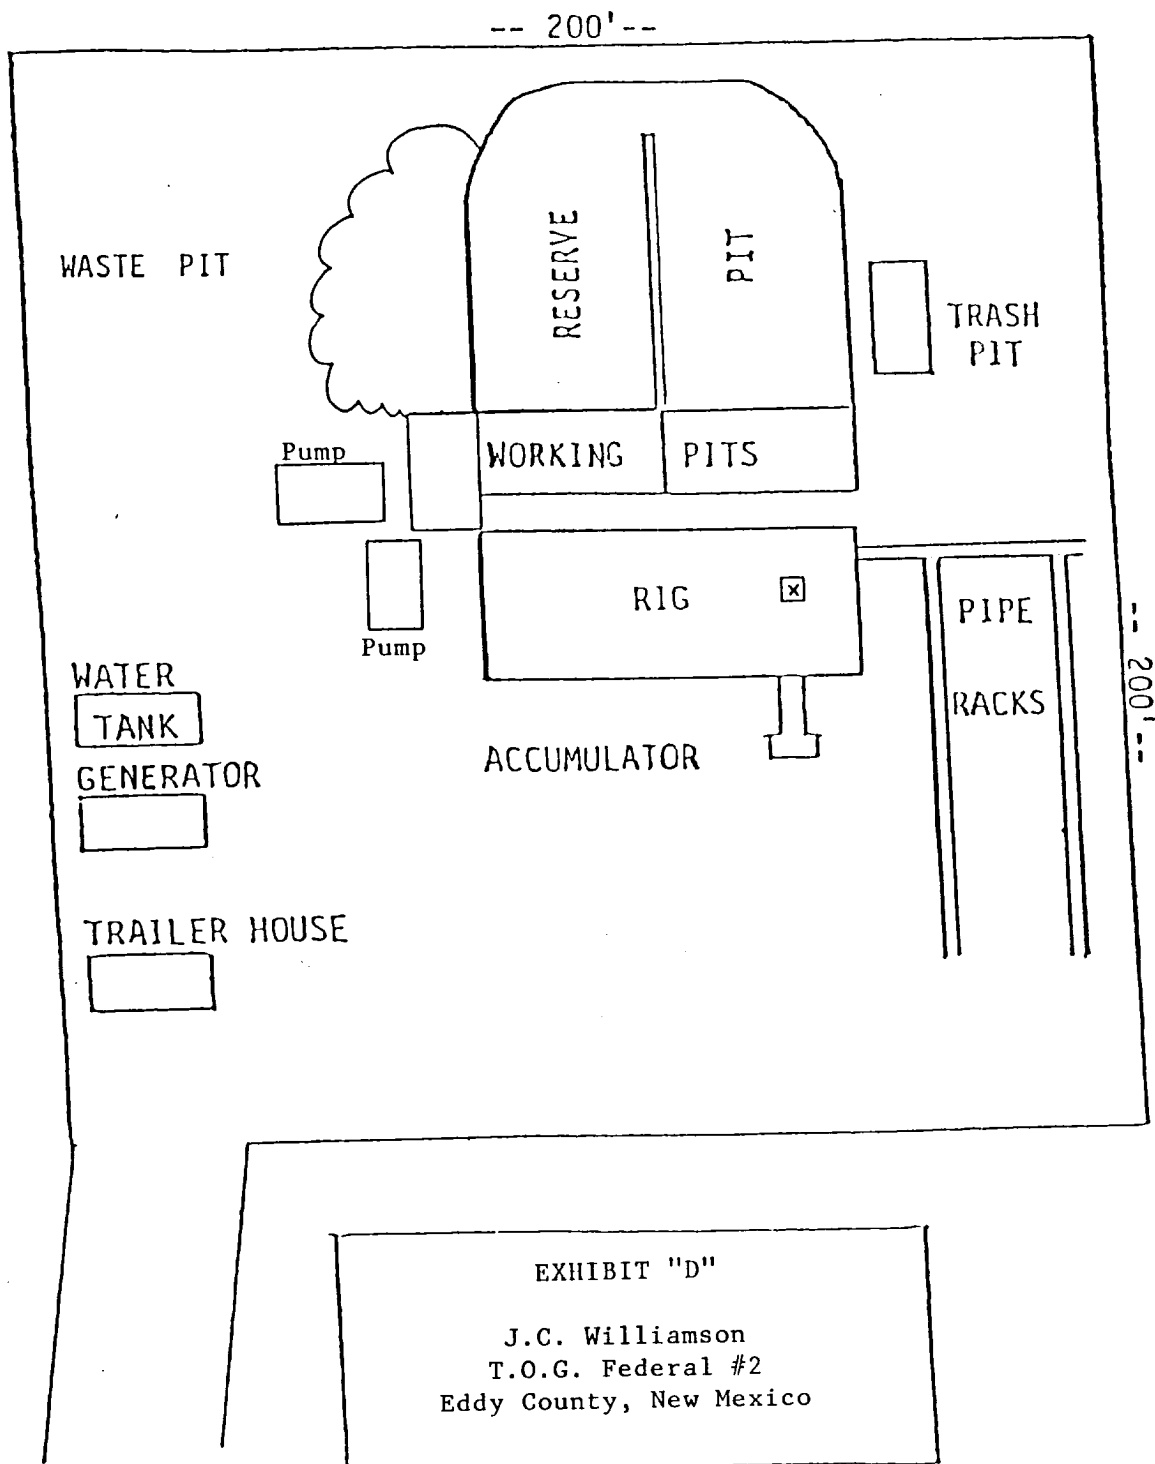 -- 200'--
WASTE PIT
RESERVE
PIT
TRASH
PIT
Pump
WORKING PITS
RIG
x
PIPE
RACKS
Pump
-- 200'--
WATER
TANK
GENERATOR
ACCUMULATOR
TRAILER HOUSE
EXHIBIT "D"
J.C. Williamson
T.O.G. Federal #2
Eddy County, New Mexico